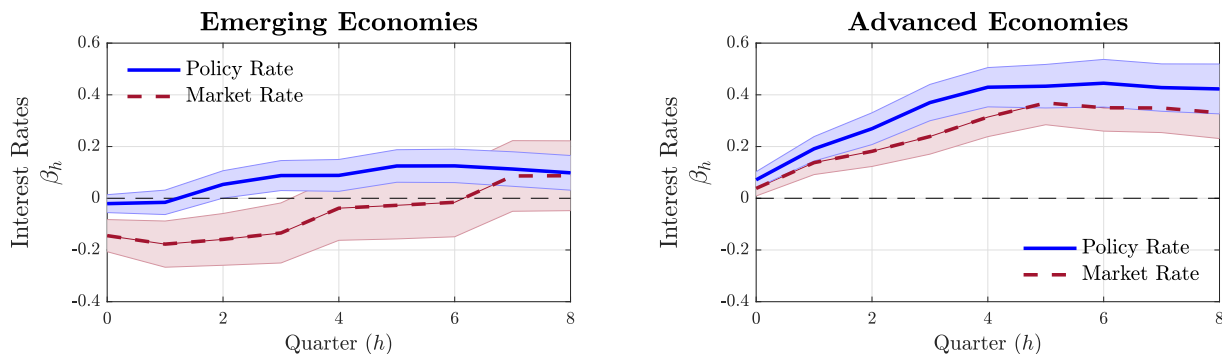 Emerging Economies
0.6
0.4
0.2
0
-0.2
-0.4
Interest Rates
βh
Policy Rate
Market Rate
0
2
4
6
8
Quarter (h)
Advanced Economies
0.6
0.4
0.2
0
-0.2
-0.4
Interest Rates
βh
Policy Rate
Market Rate
0
2
4
6
8
Quarter (h)